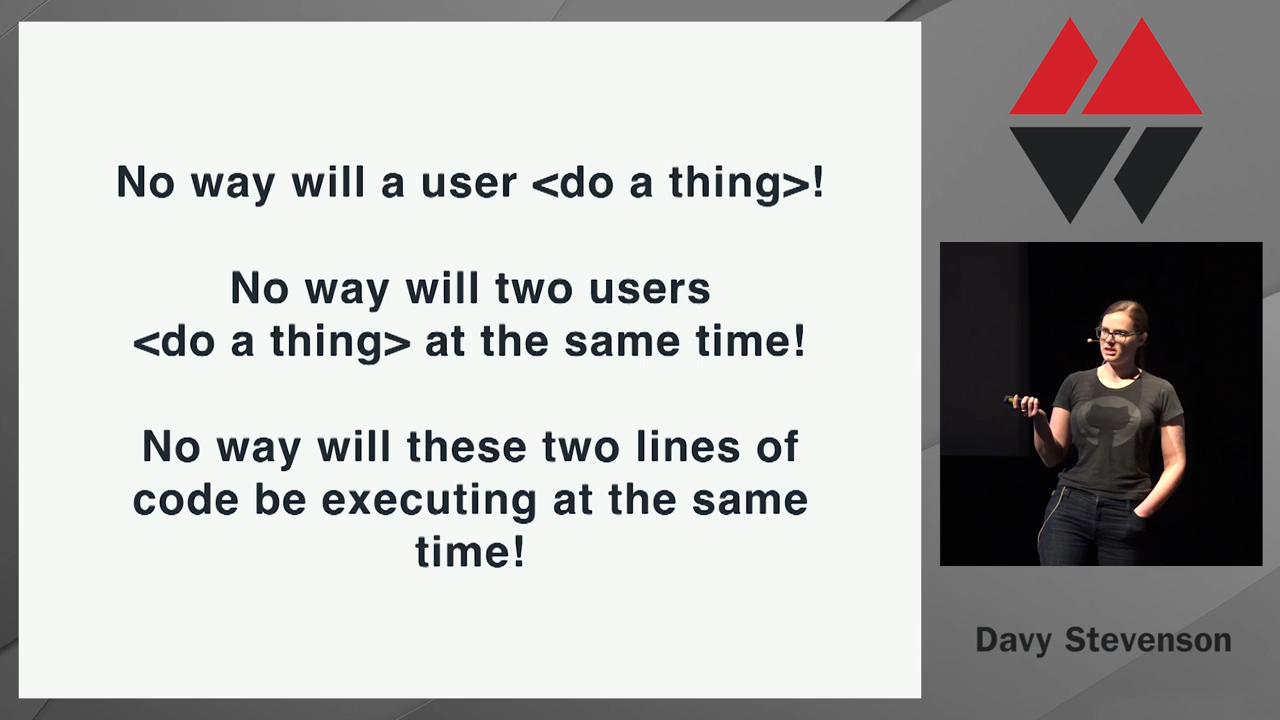 No way will a user <do a thing>!
No way will two users
<do a thing> at the same time!
No way will these two lines of
code be executing at the same
time!
Davy Stevenson